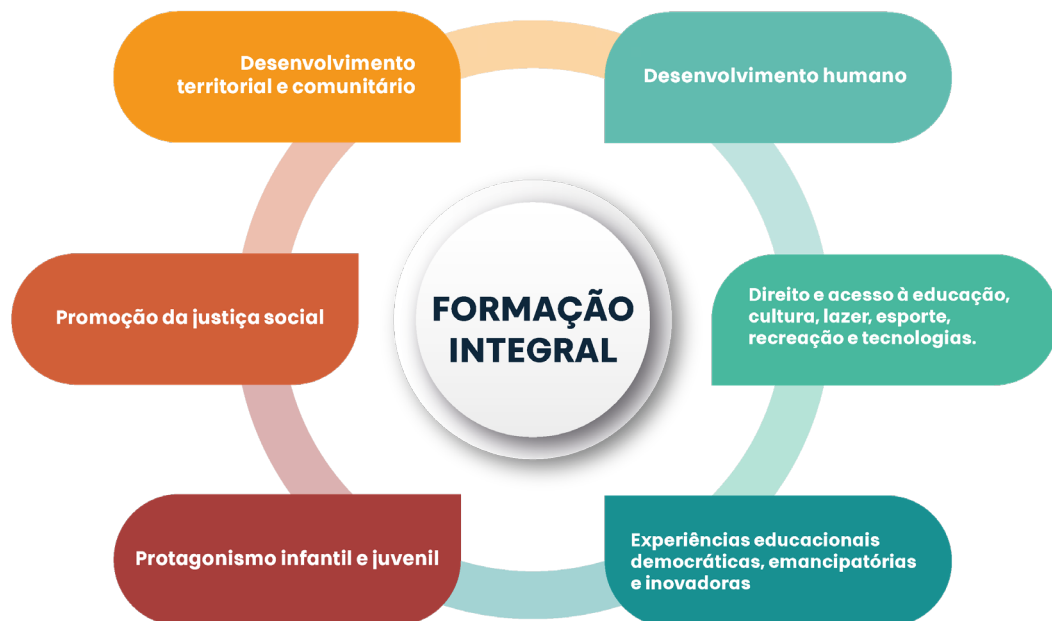 Desenvolvimento
territorial e comunitário
Desenvolvimento humano
Promoção da justiça social
FORMAÇÃO
INTEGRAL
Direito e acesso à educação,
cultura, lazer, esporte,
recreação e tecnologias.
Protagonismo infantil e juvenil
Experiências educacionais
democráticas, emancipatórias
e inovadoras